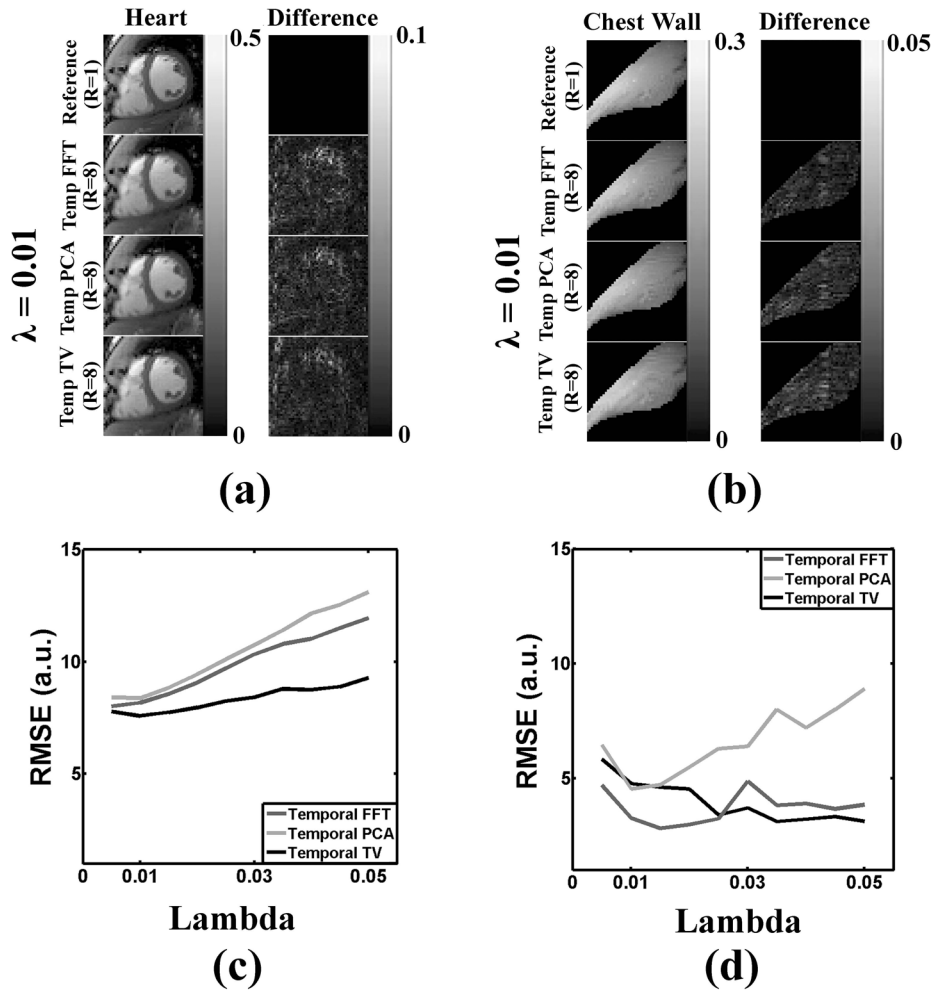 Heart
Difference
0.5
0.1
Reference
(R=1)
Temp FFT
(R=8)
Temp PCA
(R=8)
Temp TV
(R=8)
λ = 0.01
0
0
(a)
Chest Wall
Difference
0.3
0.05
Reference
(R=1)
Temp FFT
(R=8)
Temp PCA
(R=8)
Temp TV
(R=8)
λ = 0.01
0
0
(b)
15
10
5
RMSE (a.u.)
Temporal FFT
Temporal PCA
Temporal TV
0
0.01
0.03
0.05
Lambda
(c)
15
10
5
RMSE (a.u.)
Temporal FFT
Temporal PCA
Temporal TV
0
0.01
0.03
0.05
Lambda
(d)